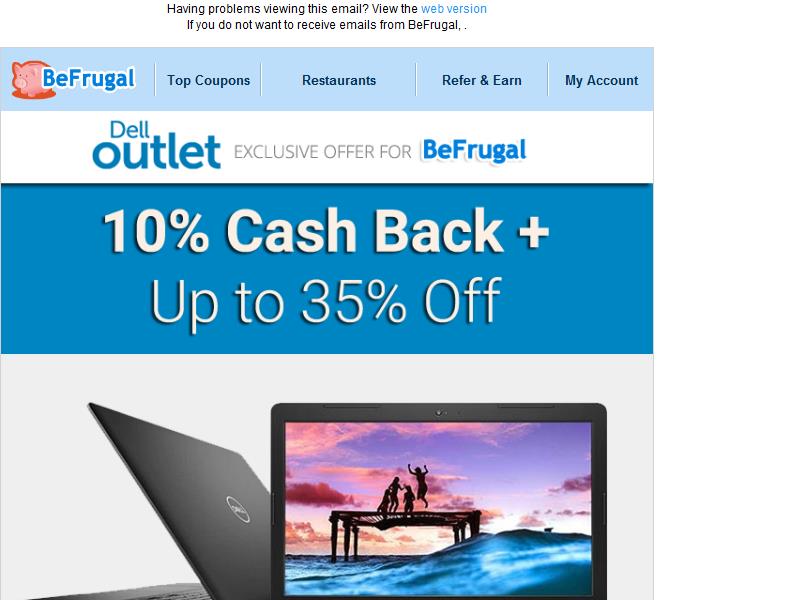 Having problems viewing this email? View the web version
If you do not want to receive emails from BeFrugal, .
BeFrugal
Top Coupons
Restaurants
Refer & Earn
My Account
Dell
outlet EXCLUSIVE OFFER FOR BeFrugal
10% Cash Back +
Up to 35% Off
DELL